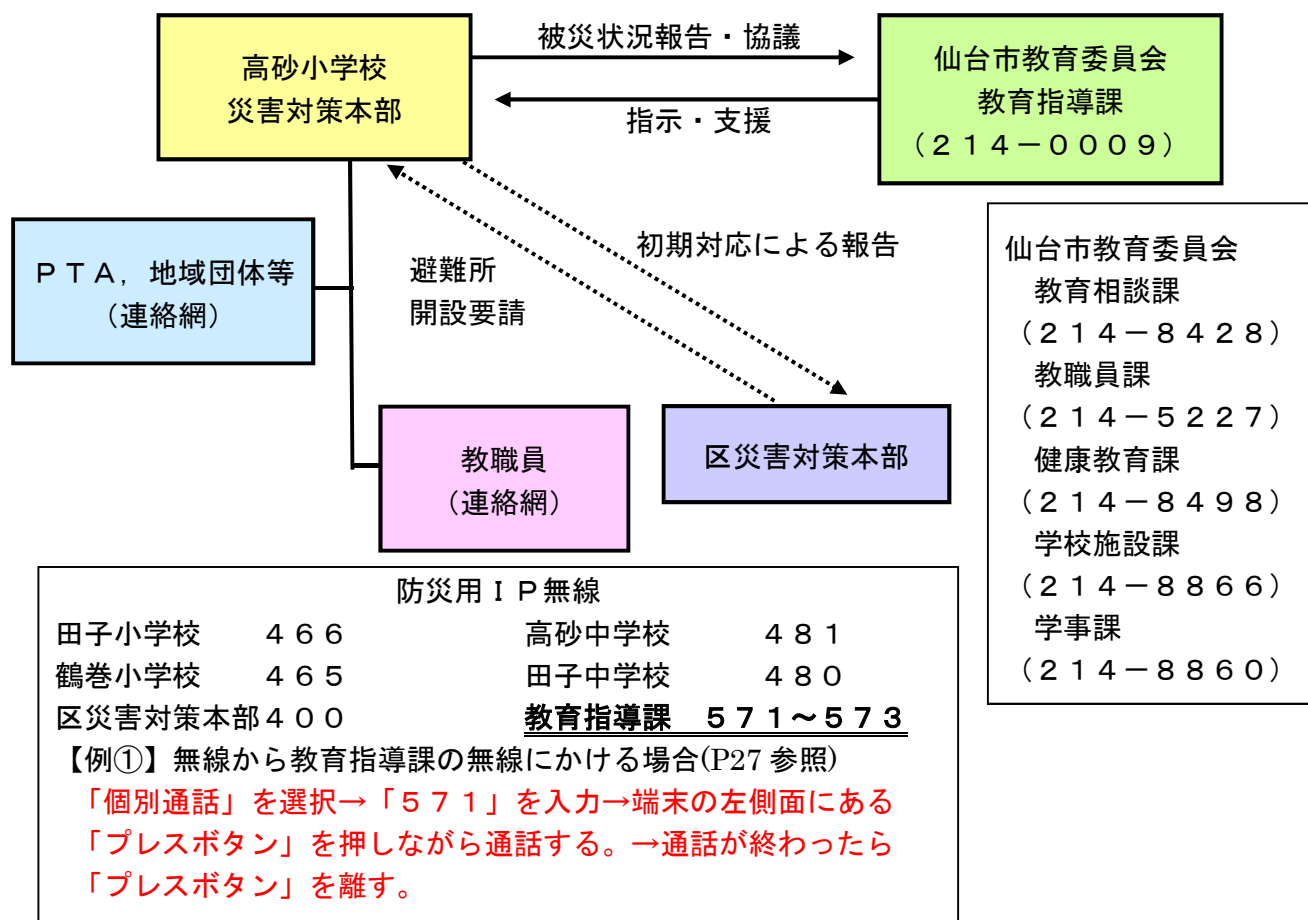 高砂小学校
災害対策本部
被災状況報告・協議
指示・支援
仙台市教育委員会
教育指導課
（２１４－０００９）
ＰＴＡ，地域団体等
（連絡網）
避難所
開設要請
初期対応による報告
教職員
（連絡網）
区災害対策本部
仙台市教育委員会
教育相談課
（２１４－８４２８）
教職員課
（２１４－５２２７）
健康教育課
（２１４－８４９８）
学校施設課
（２１４－８８６６）
学事課
（２１４－８８６０）
防災用ＩＰ無線
田子小学校　　４６６　　　　　　高砂中学校　　　４８１
鶴巻小学校　　４６５　　　　　　田子中学校　　　４８０
区災害対策本部４００　　　　　　教育指導課　５７１～５７３
【例①】無線から教育指導課の無線にかける場合(P27 参照)
「個別通話」を選択→「５７１」を入力→端末の左側面にある
「プレスボタン」を押しながら通話する。→通話が終わったら
「プレスボタン」を離す。